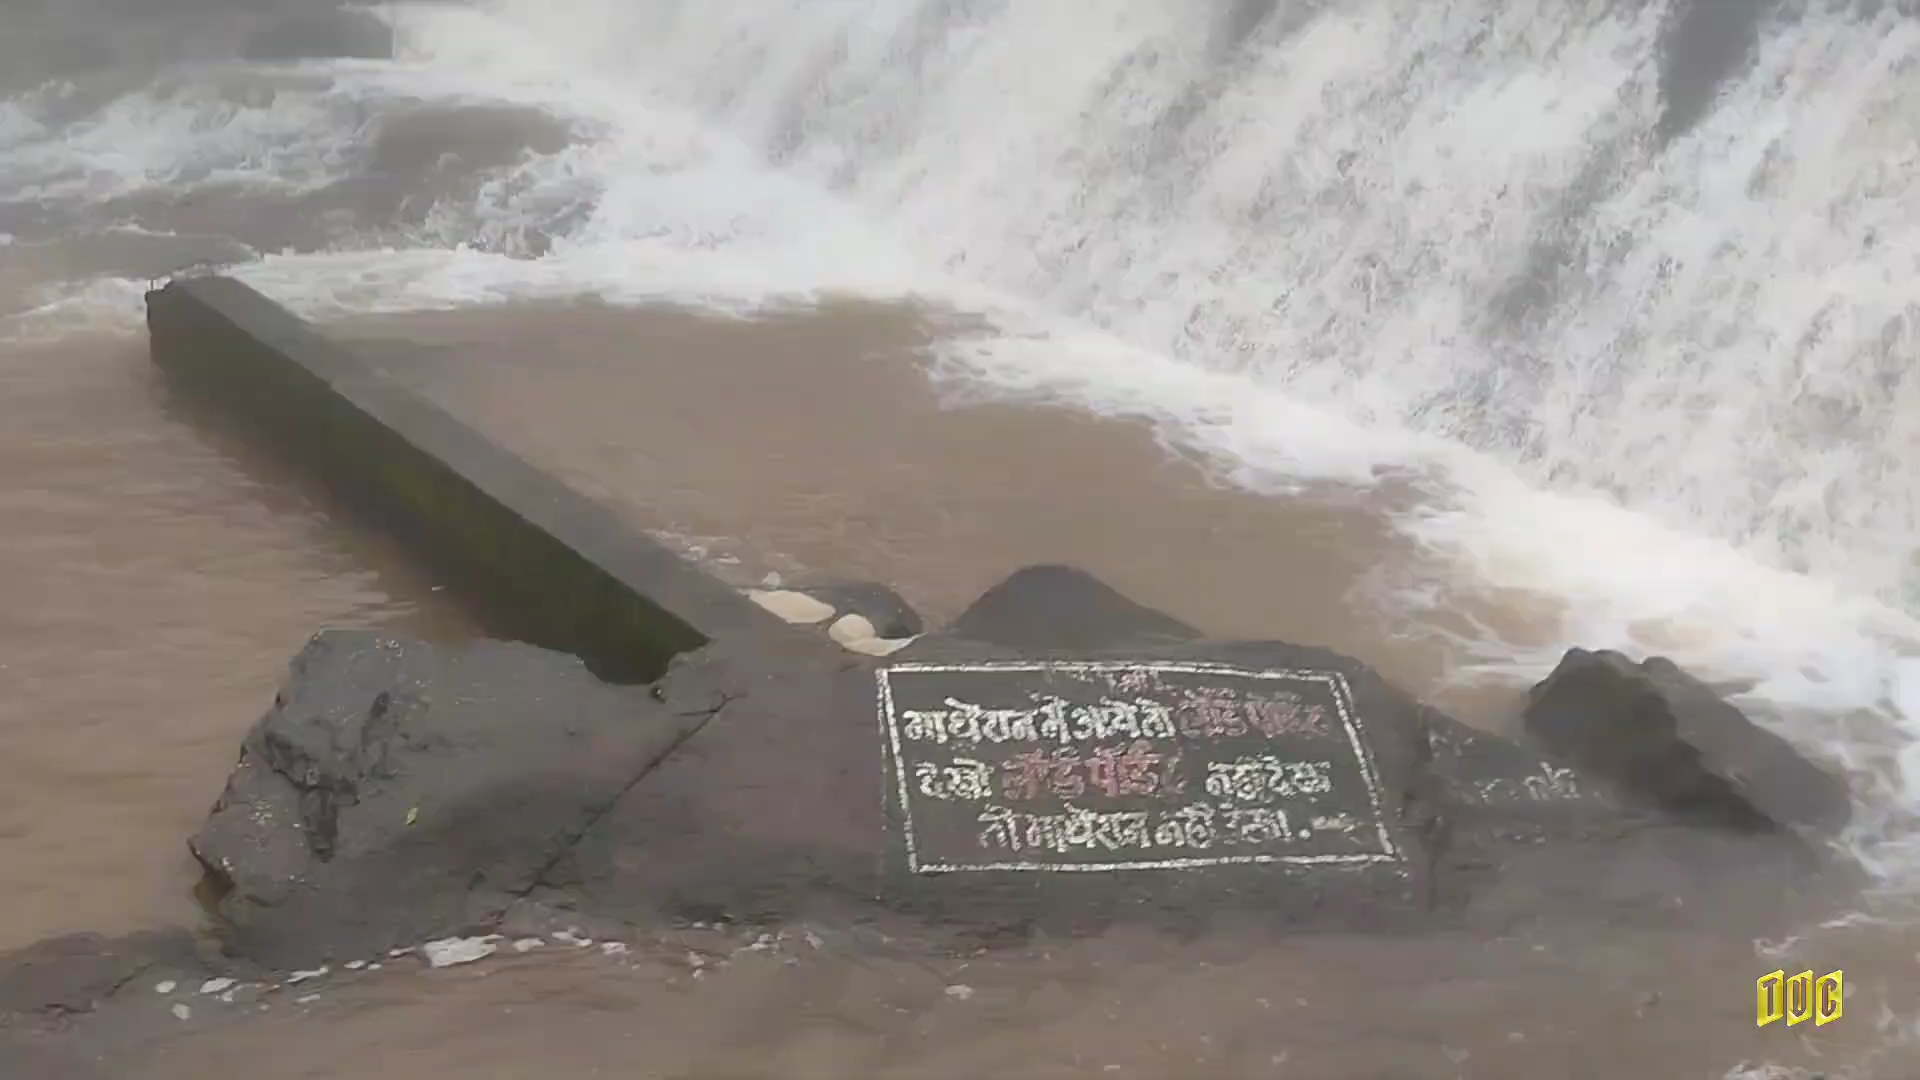 माथेरान में आये तो लॉर्ड पॉईंट
देखो लॉर्ड पॉईंट नही देखा
तो माथेरान नही देखा.
TUC